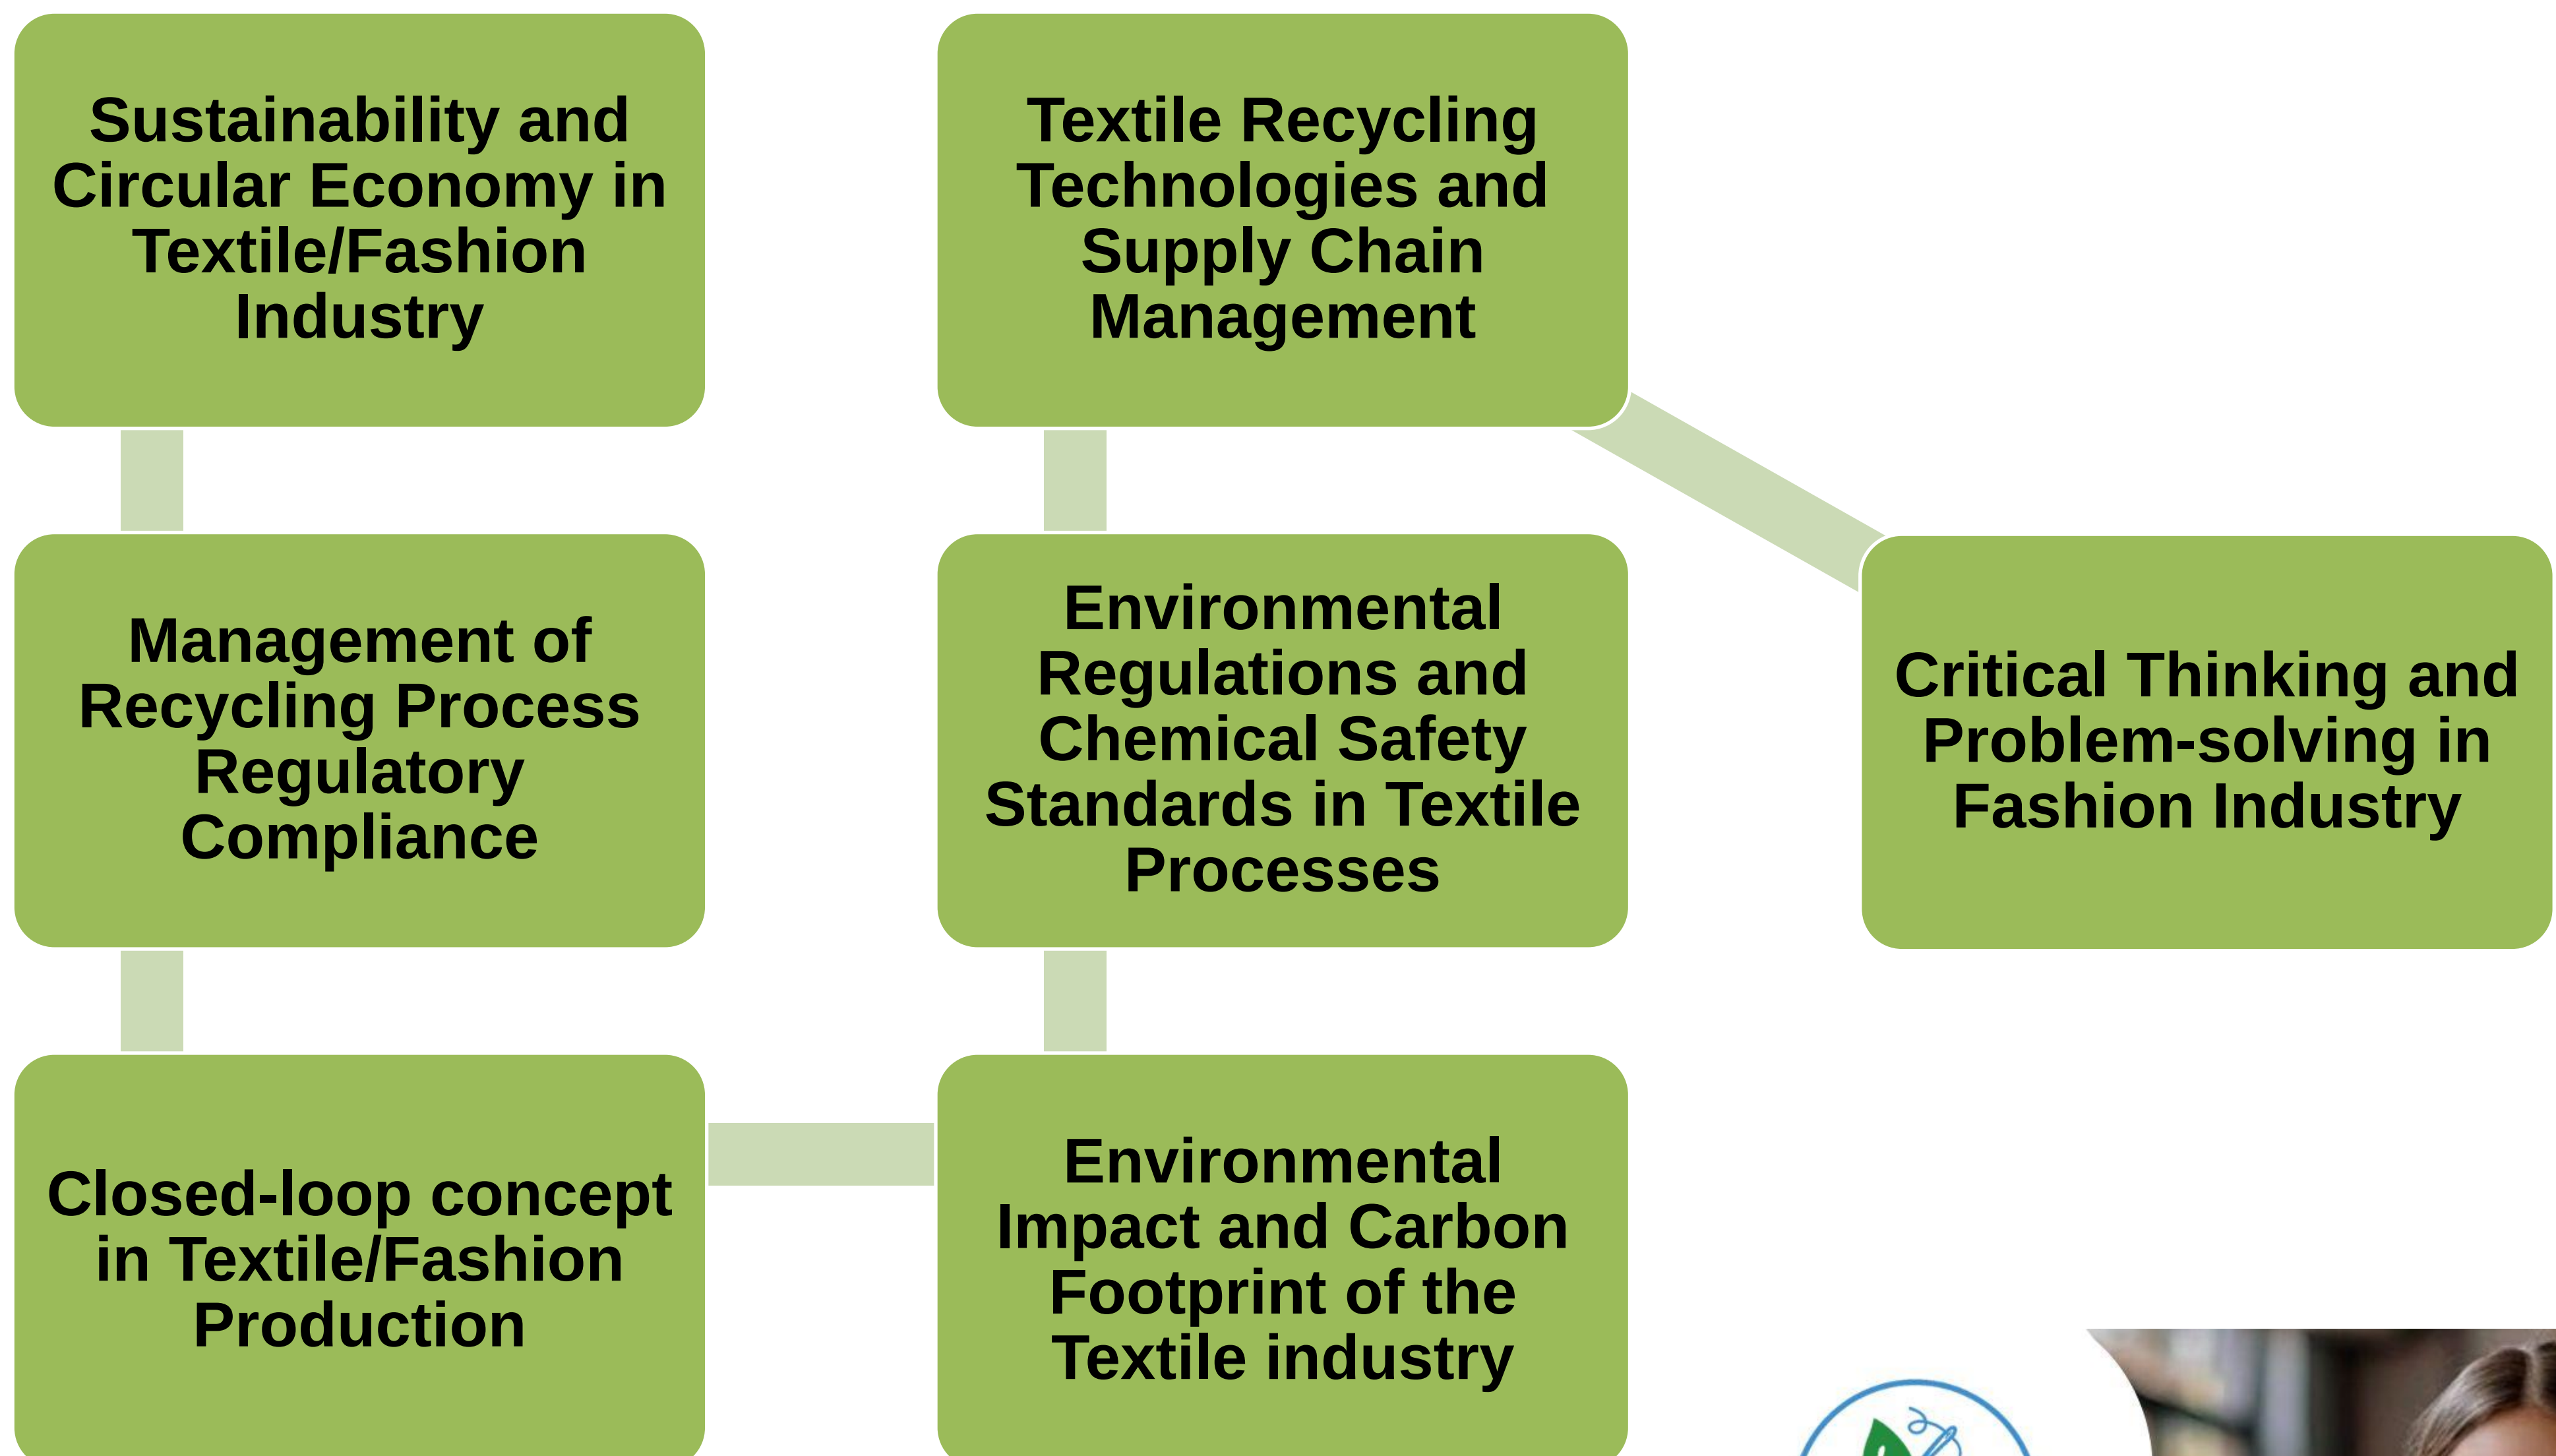 Sustainability and
Circular Economy in
Textile/Fashion
Industry
Management of
Recycling Process
Regulatory
Compliance
Closed-loop concept
in Textile/Fashion
Production
Environmental
Impact and Carbon
Footprint of the
Textile industry
Environmental
Regulations and
Chemical Safety
Standards in Textile
Processes
Textile Recycling
Technologies and
Supply Chain
Management
Critical Thinking and
Problem-solving in
Fashion Industry